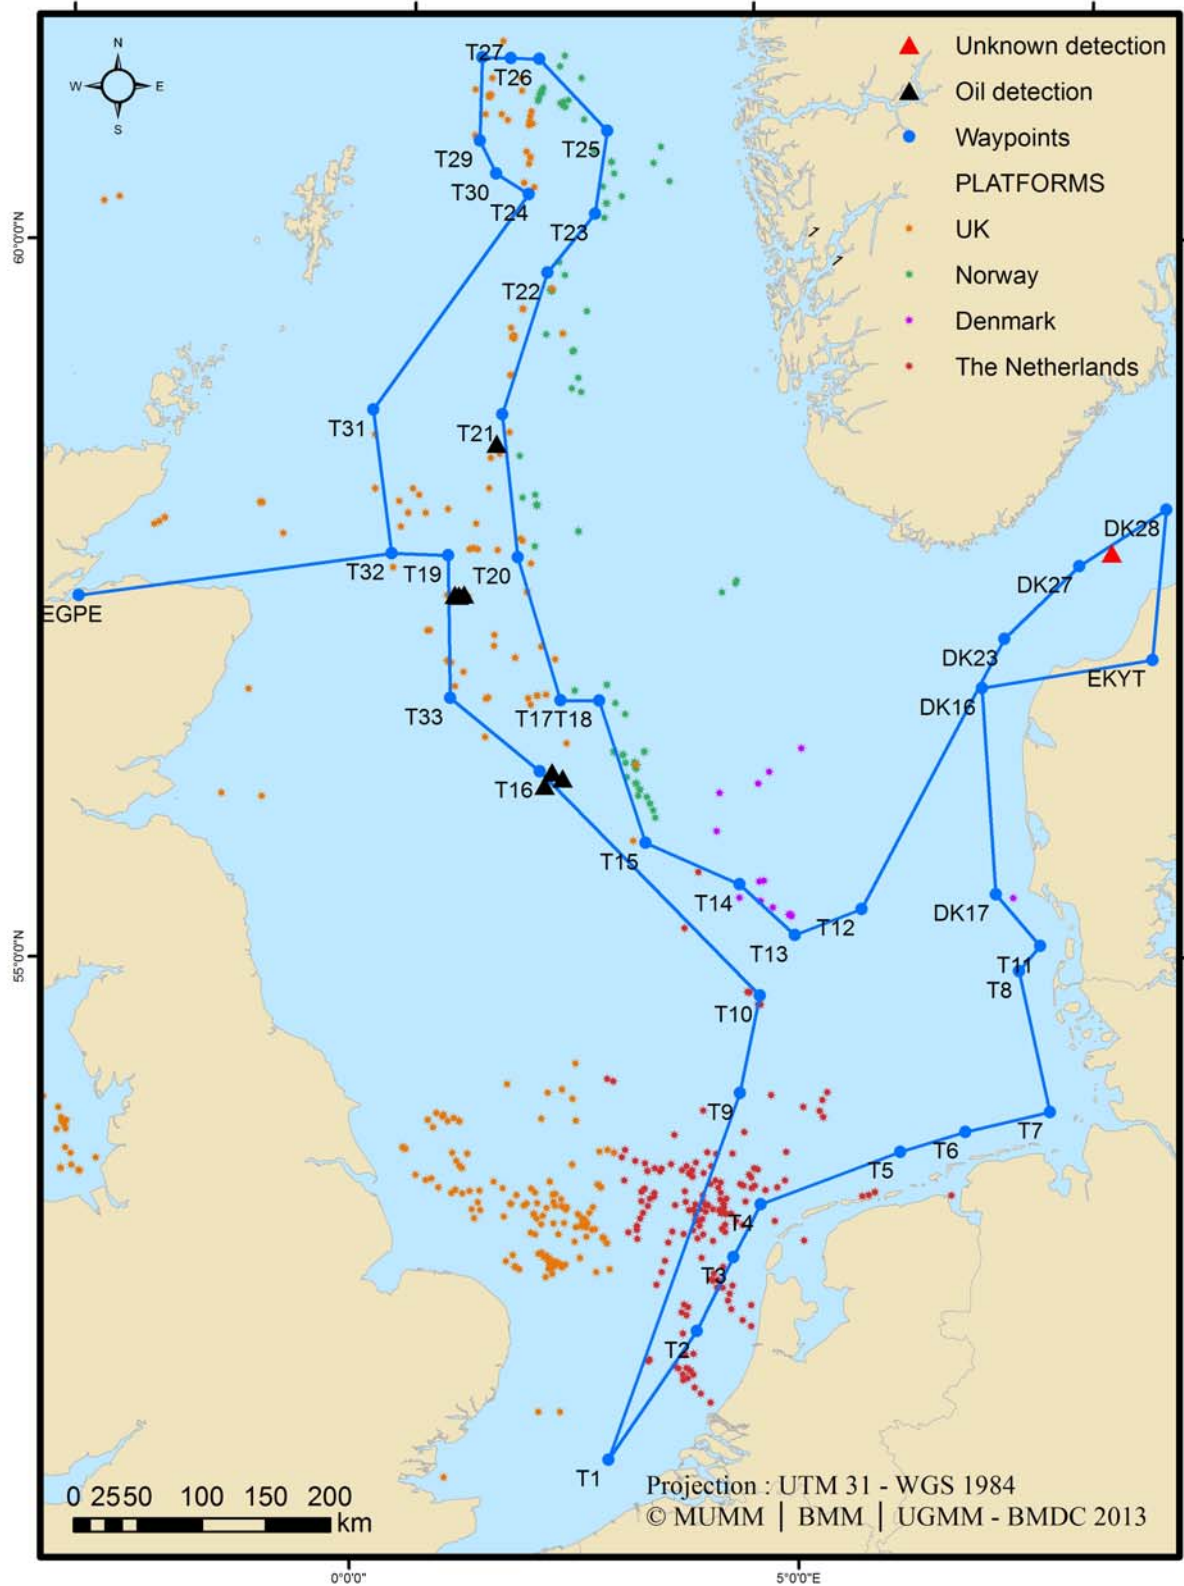 N
W E
S
Unknown detection
Oil detection
Waypoints
PLATFORMS
UK
Norway
Denmark
The Netherlands
T27
T26
T25
T29
T30
T24
T23
T22
60°0'0"N
T31
T21
DK28
T32
T19
T20
DK27
EGPE
DK23
EKYT
DK16
T33
T17
T18
T16
T15
T14
T12
T13
DK17
55°0'0"N
T11
T8
T10
T9
T7
T6
T5
T4
T3
T2
T1
0 25 50 100 150 200
km
Projection : UTM 31 - WGS 1984
© MUMM | BMM | UGMM - BMDC 2013
0°0'0"
5°0'0"E